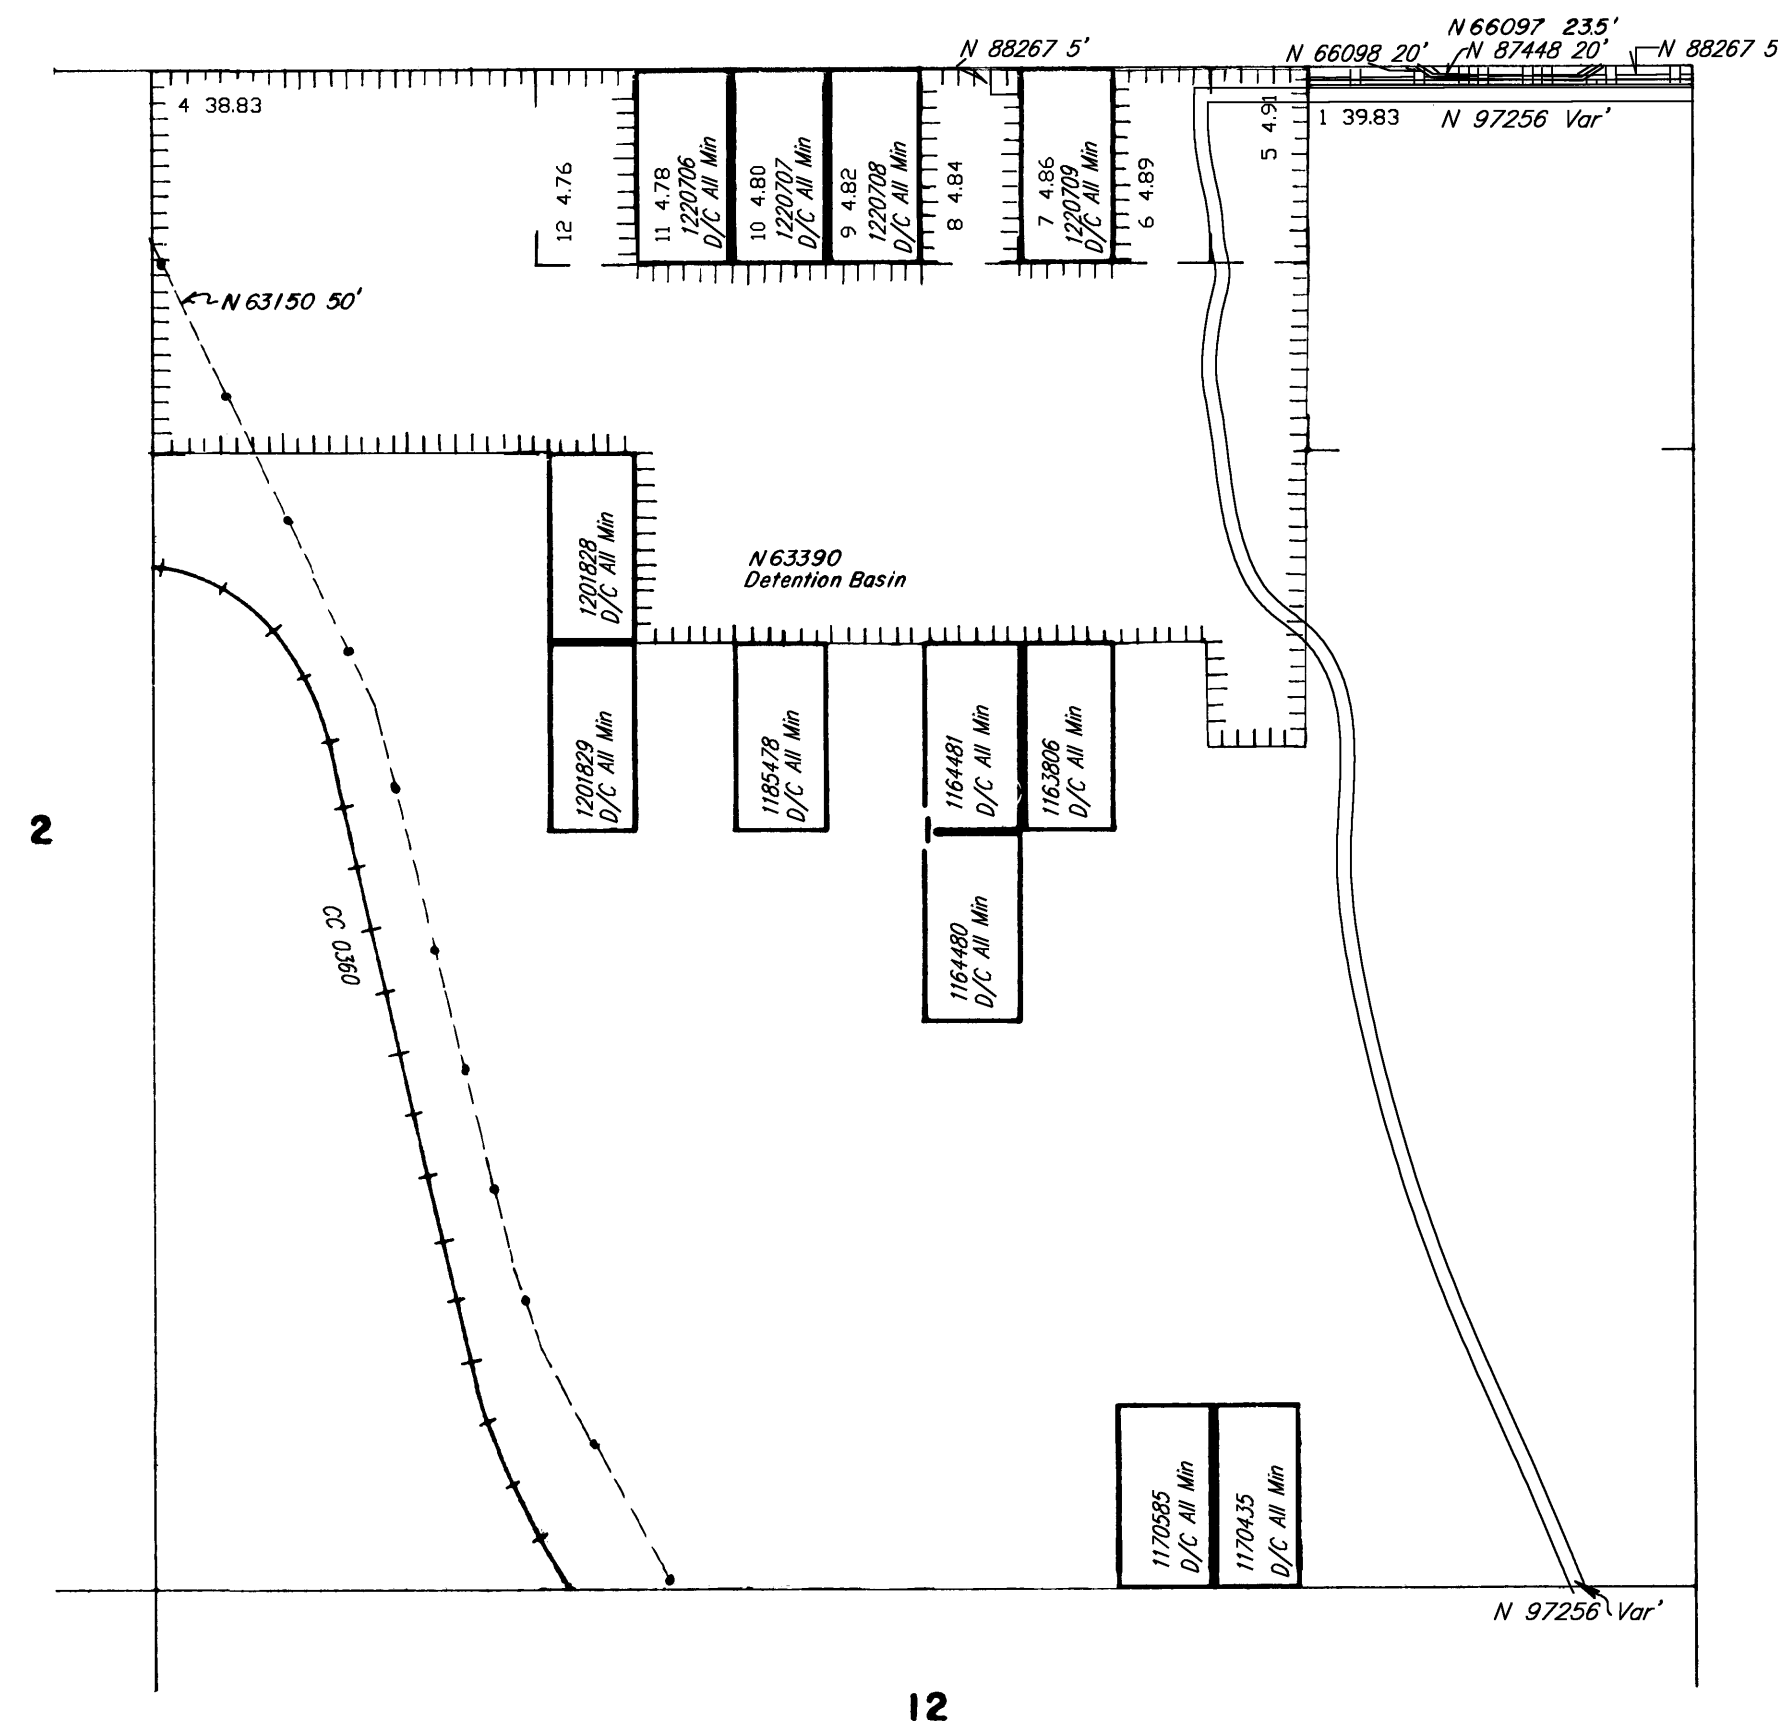 N 66097 235'
N 88267 5'
N 66098 20'
N 87448 20'
N 88267 5
4 38.83
12 4.76
11 4.78
1220706
D/C All Min
10 4.80
1220707
D/C All Min
9 4.82
1220708
D/C All Min
8 4.84
7 4.86
1220709
D/C All Min
6 4.89
5 4.91
1 39.83
N 97256 Var'
N 63150 50'
1201828
D/C All Min
N 63390
Detention Basin
1201829
D/C All Min
1185478
D/C All Min
1164481
D/C All Min
1163806
D/C All Min
2
CC 0360
1164480
D/C All Min
1170585
D/C All Min
1170435
D/C All Min
N 97256 Var'
12